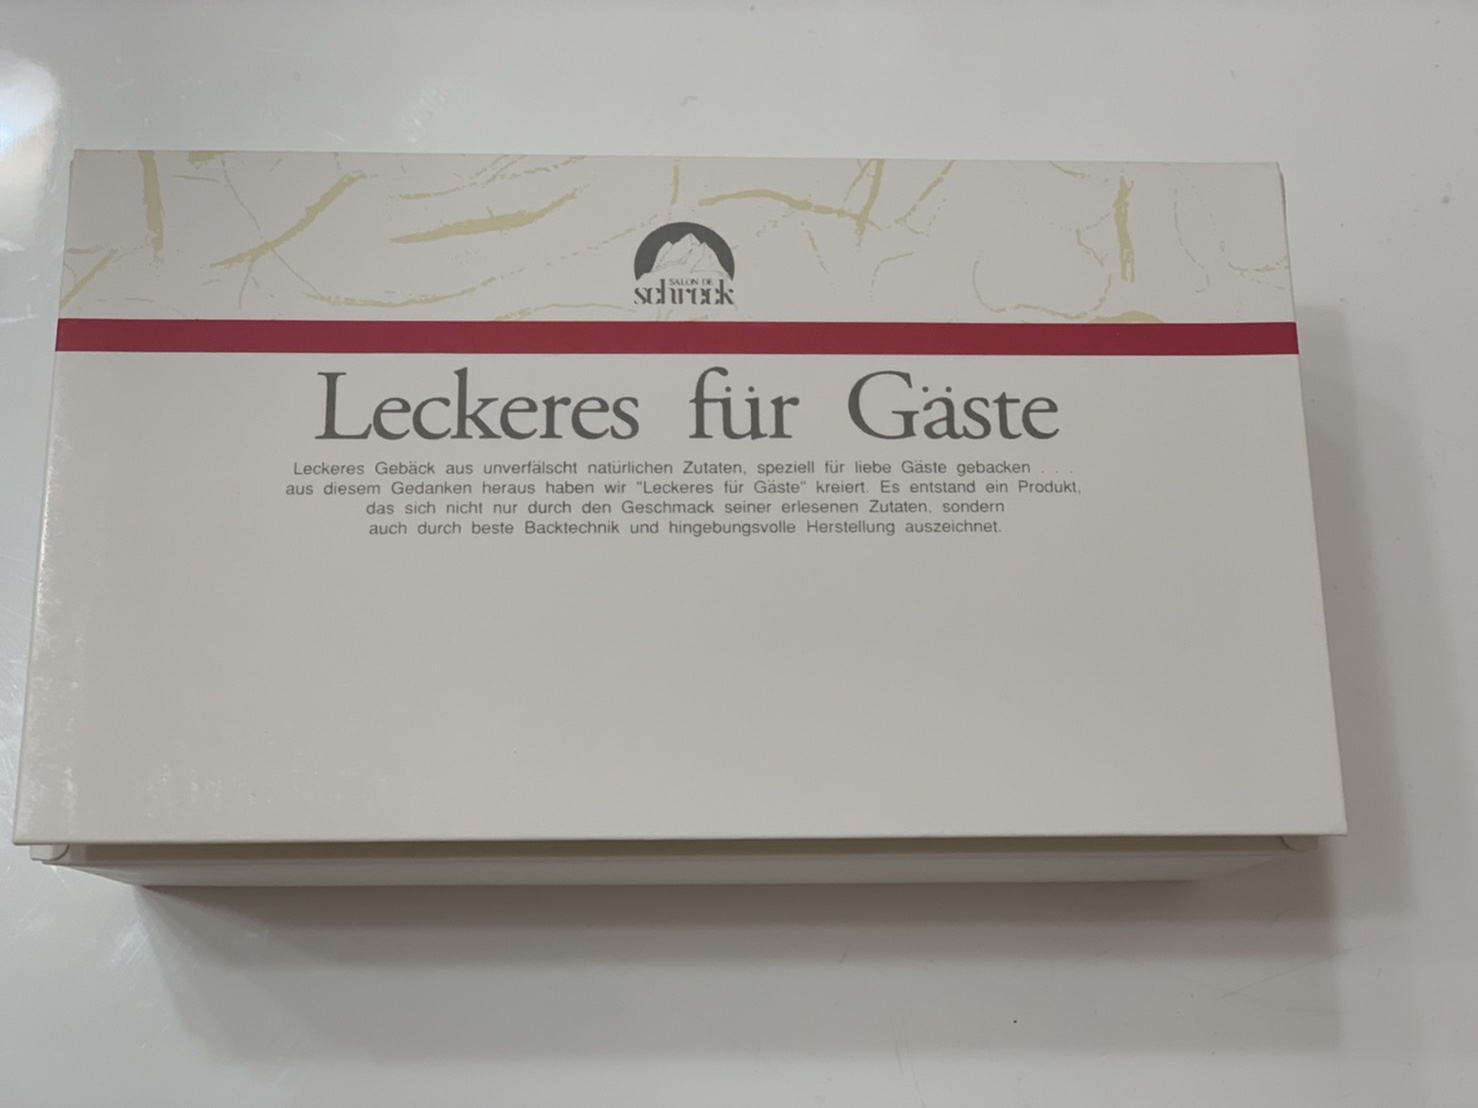 SALON DE
schreck
Leckeres für Gäste
Leckeres Gebäck aus unverfälscht natürlichen Zutaten, speziell für liebe Gäste gebacken . . .
aus diesem Gedanken heraus haben wir "Leckeres für Gäste" kreiert. Es entstand ein Produkt,
das sich nicht nur durch den Geschmack seiner erlesenen Zutaten, sondern
auch durch beste Backtechnik und hingebungsvolle Herstellung auszeichnet.